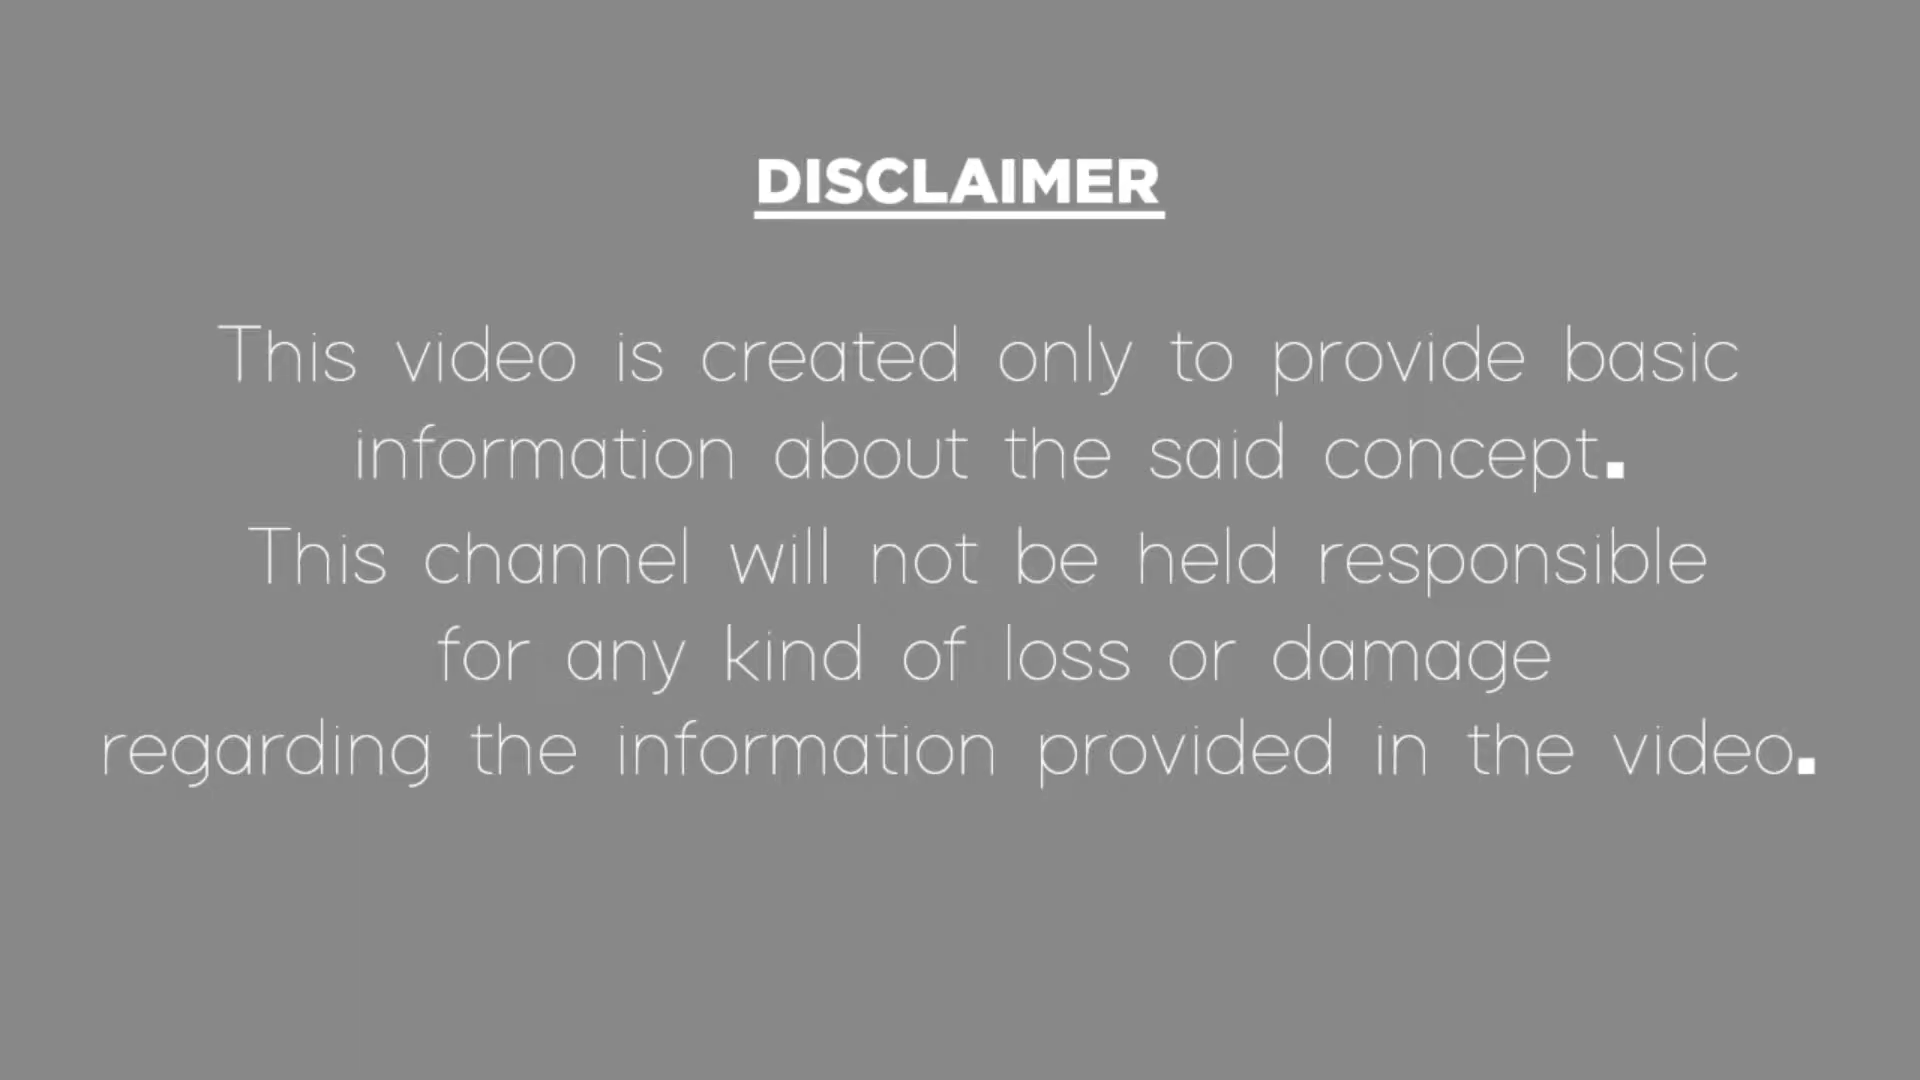 DISCLAIMER
This video is created only to provide basic
information about the said concept.
This channel will not be held responsible
for any kind of loss or damage
regarding the information provided in the video.